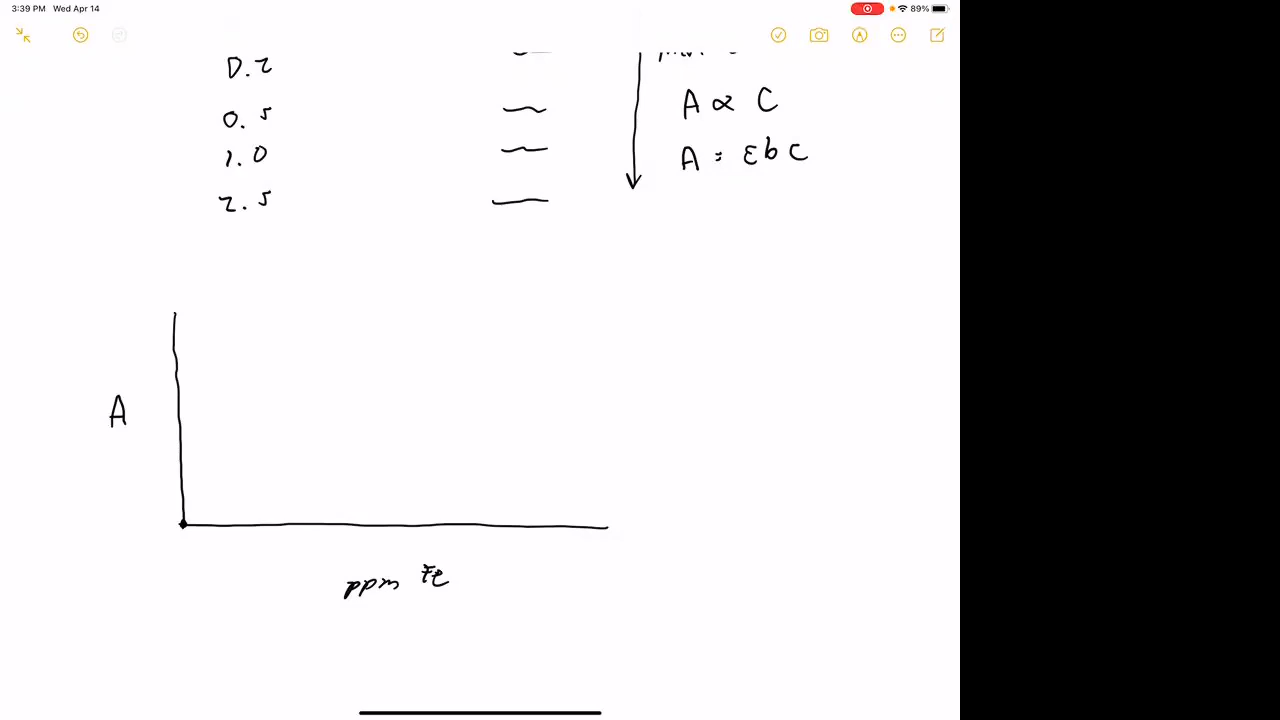 3:39 PM Wed Apr 14
89%
0.2
0.5
1.0
2.5
A ∝ C
A = εbc
A
ppm Fe